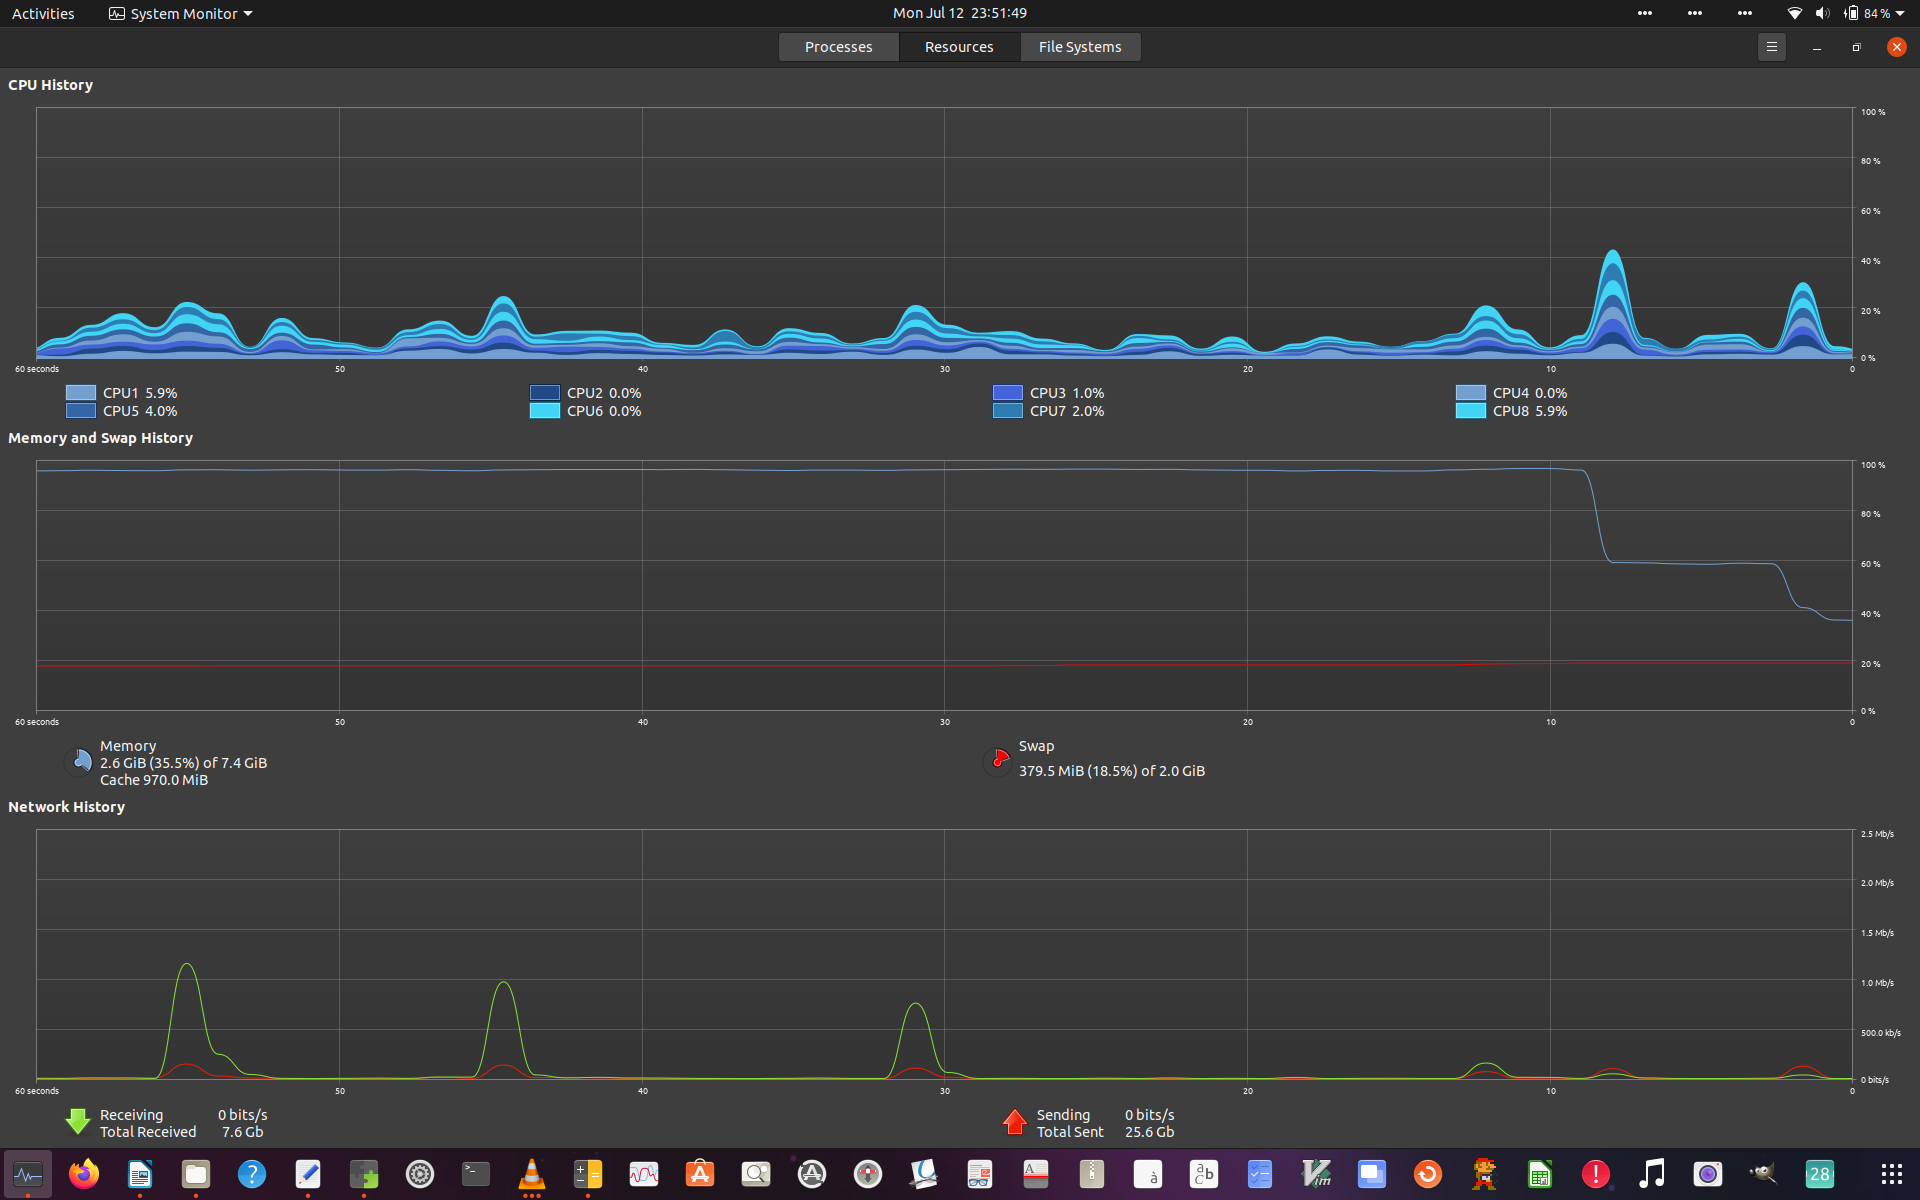 Activities System Monitor Mon Jul 12 23:51:49 84 %
Processes Resources File Systems
CPU History
100 %
80 %
60 %
40 %
20 %
0 %
60 seconds 50 40 30 20 10 0
CPU1 5.9% CPU2 0.0% CPU3 1.0% CPU4 0.0%
CPU5 4.0% CPU6 0.0% CPU7 2.0% CPU8 5.9%
Memory and Swap History
100 %
80 %
60 %
40 %
20 %
0 %
60 seconds 50 40 30 20 10 0
Memory
2.6 GiB (35.5%) of 7.4 GiB
Cache 970.0 MiB
Swap
379.5 MiB (18.5%) of 2.0 GiB
Network History
2.5 Mb/s
2.0 Mb/s
1.5 Mb/s
1.0 Mb/s
500.0 kb/s
0 bits/s
60 seconds 50 40 30 20 10 0
Receiving 0 bits/s
Total Received 7.6 Gb
Sending 0 bits/s
Total Sent 25.6 Gb
? >_ A A à a b c Vim ! 28